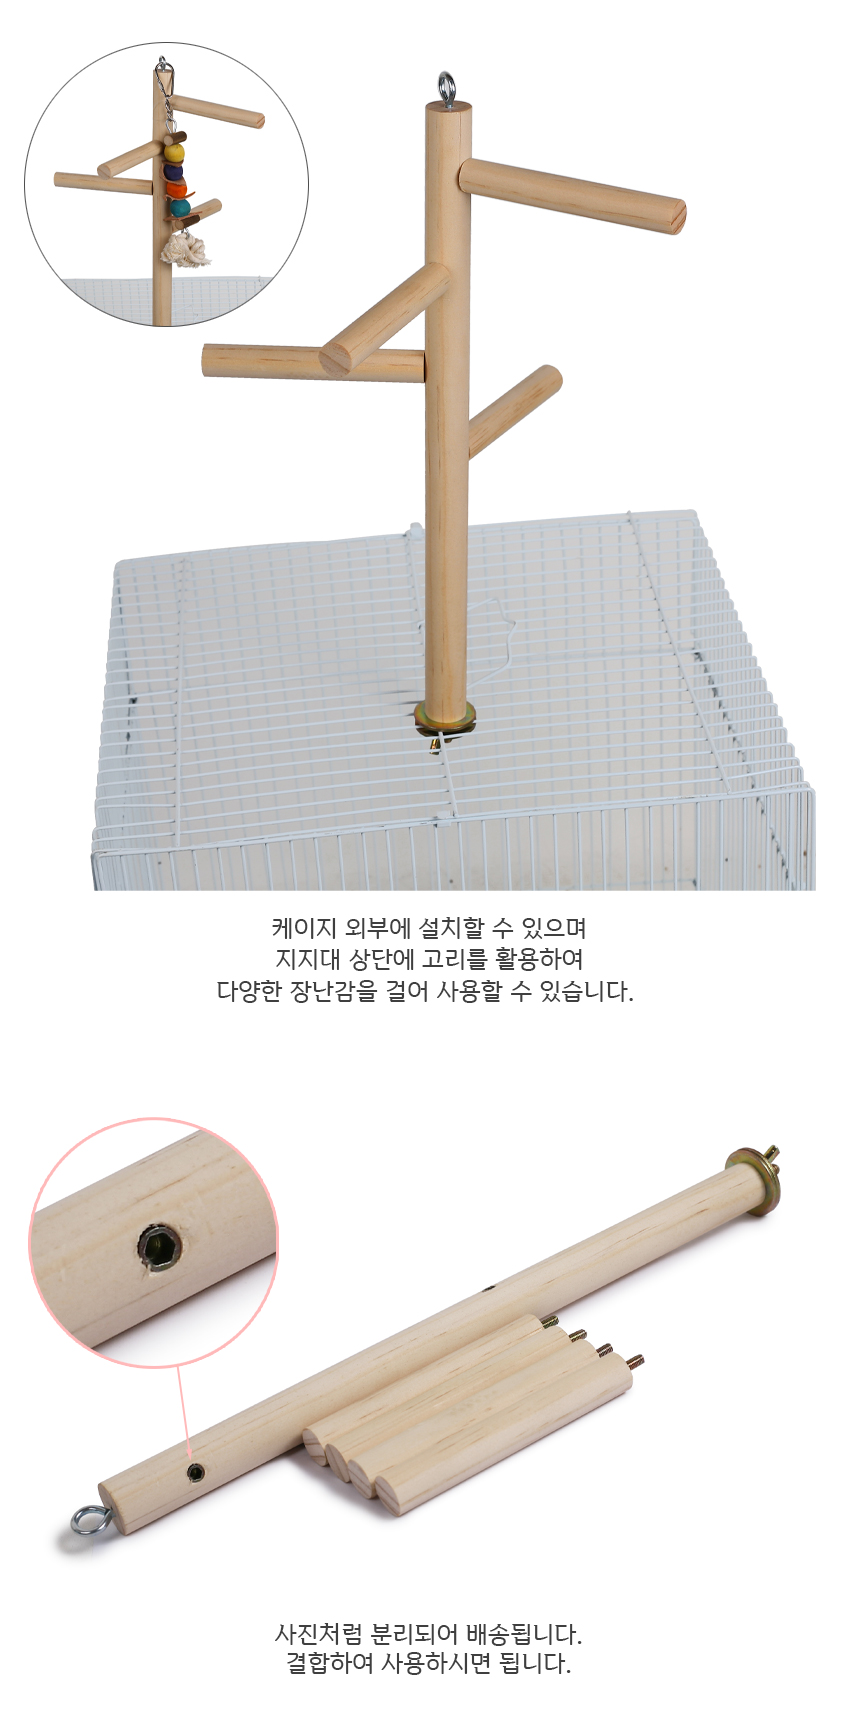 케이지 외부에 설치할 수 있으며
지지대 상단에 고리를 활용하여
다양한 장난감을 걸어 사용할 수 있습니다.
사진처럼 분리되어 배송됩니다.
결합하여 사용하시면 됩니다.